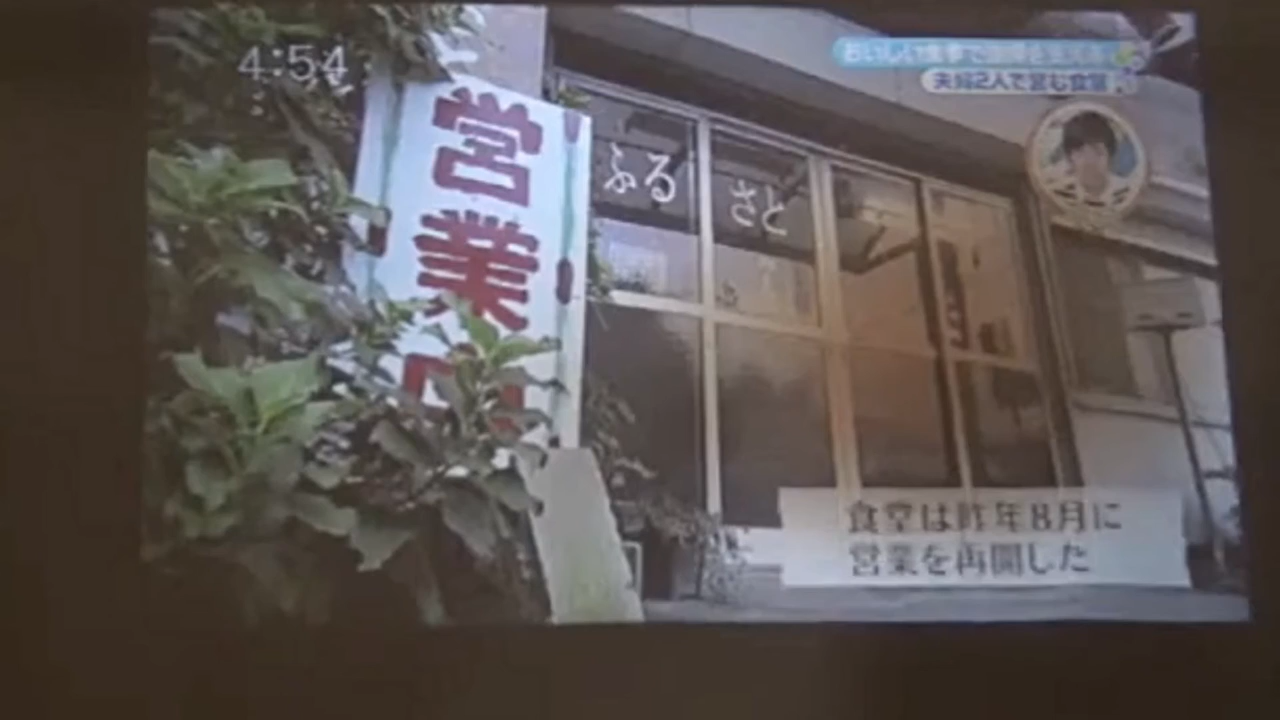 4:54
夫婦2人で営む食堂
営業中
ふるさと
食堂は昨年8月に
営業を再開した